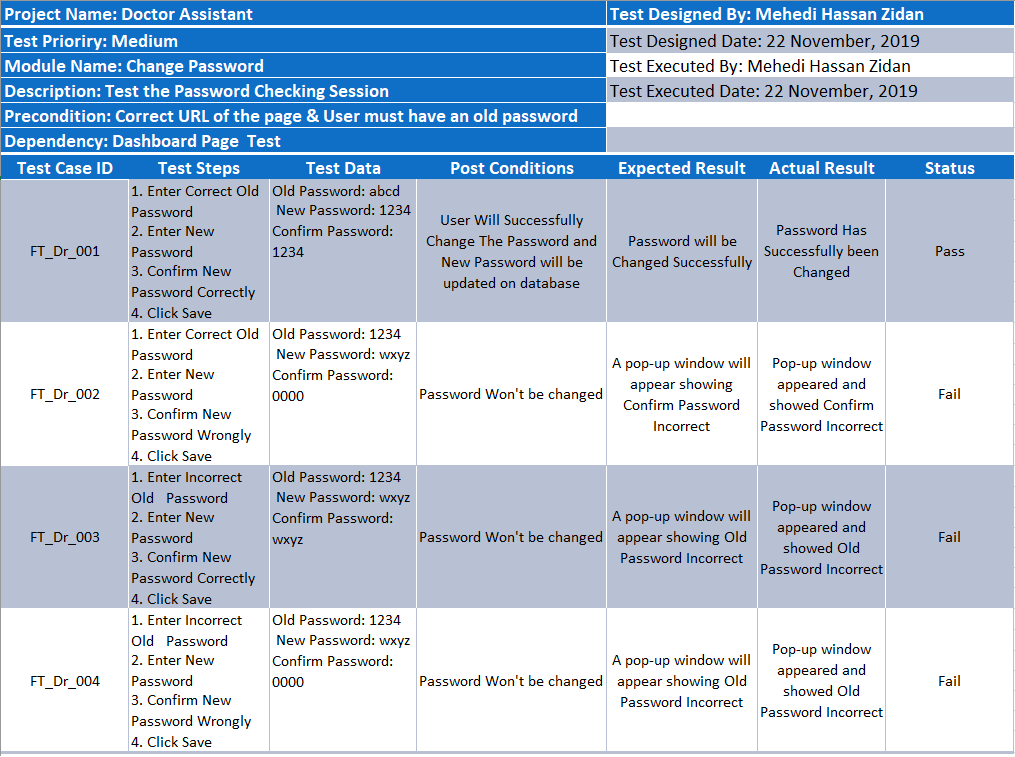 Project Name: Doctor Assistant
Test Designed By: Mehedi Hassan Zidan
Test Prioriry: Medium
Test Designed Date: 22 November, 2019
Module Name: Change Password
Test Executed By: Mehedi Hassan Zidan
Description: Test the Password Checking Session
Test Executed Date: 22 November, 2019
Precondition: Correct URL of the page & User must have an old password
Dependency: Dashboard Page  Test
Test Case ID
Test Steps
Test Data
Post Conditions
Expected Result
Actual Result
Status
FT_Dr_001
1. Enter Correct Old
Password
2. Enter New
Password
3. Confirm New
Password Correctly
4. Click Save
Old Password: abcd
New Password: 1234
Confirm Password:
1234
User Will Successfully
Change The Password and
New Password will be
updated on database
Password will be
Changed Successfully
Password Has
Successfully been
Changed
Pass
FT_Dr_002
1. Enter Correct Old
Password
2. Enter New
Password
3. Confirm New
Password Wrongly
4. Click Save
Old Password: 1234
New Password: wxyz
Confirm Password:
0000
Password Won't be changed
A pop-up window will
appear showing
Confirm Password
Incorrect
Pop-up window
appeared and
showed Confirm
Password Incorrect
Fail
FT_Dr_003
1. Enter Incorrect
Old   Password
2. Enter New
Password
3. Confirm New
Password Correctly
4. Click Save
Old Password: 1234
New Password: wxyz
Confirm Password:
wxyz
Password Won't be changed
A pop-up window will
appear showing Old
Password Incorrect
Pop-up window
appeared and
showed Old
Password Incorrect
Fail
FT_Dr_004
1. Enter Incorrect
Old   Password
2. Enter New
Password
3. Confirm New
Password Wrongly
4. Click Save
Old Password: 1234
New Password: wxyz
Confirm Password:
0000
Password Won't be changed
A pop-up window will
appear showing Old
Password Incorrect
Pop-up window
appeared and
showed Old
Password Incorrect
Fail